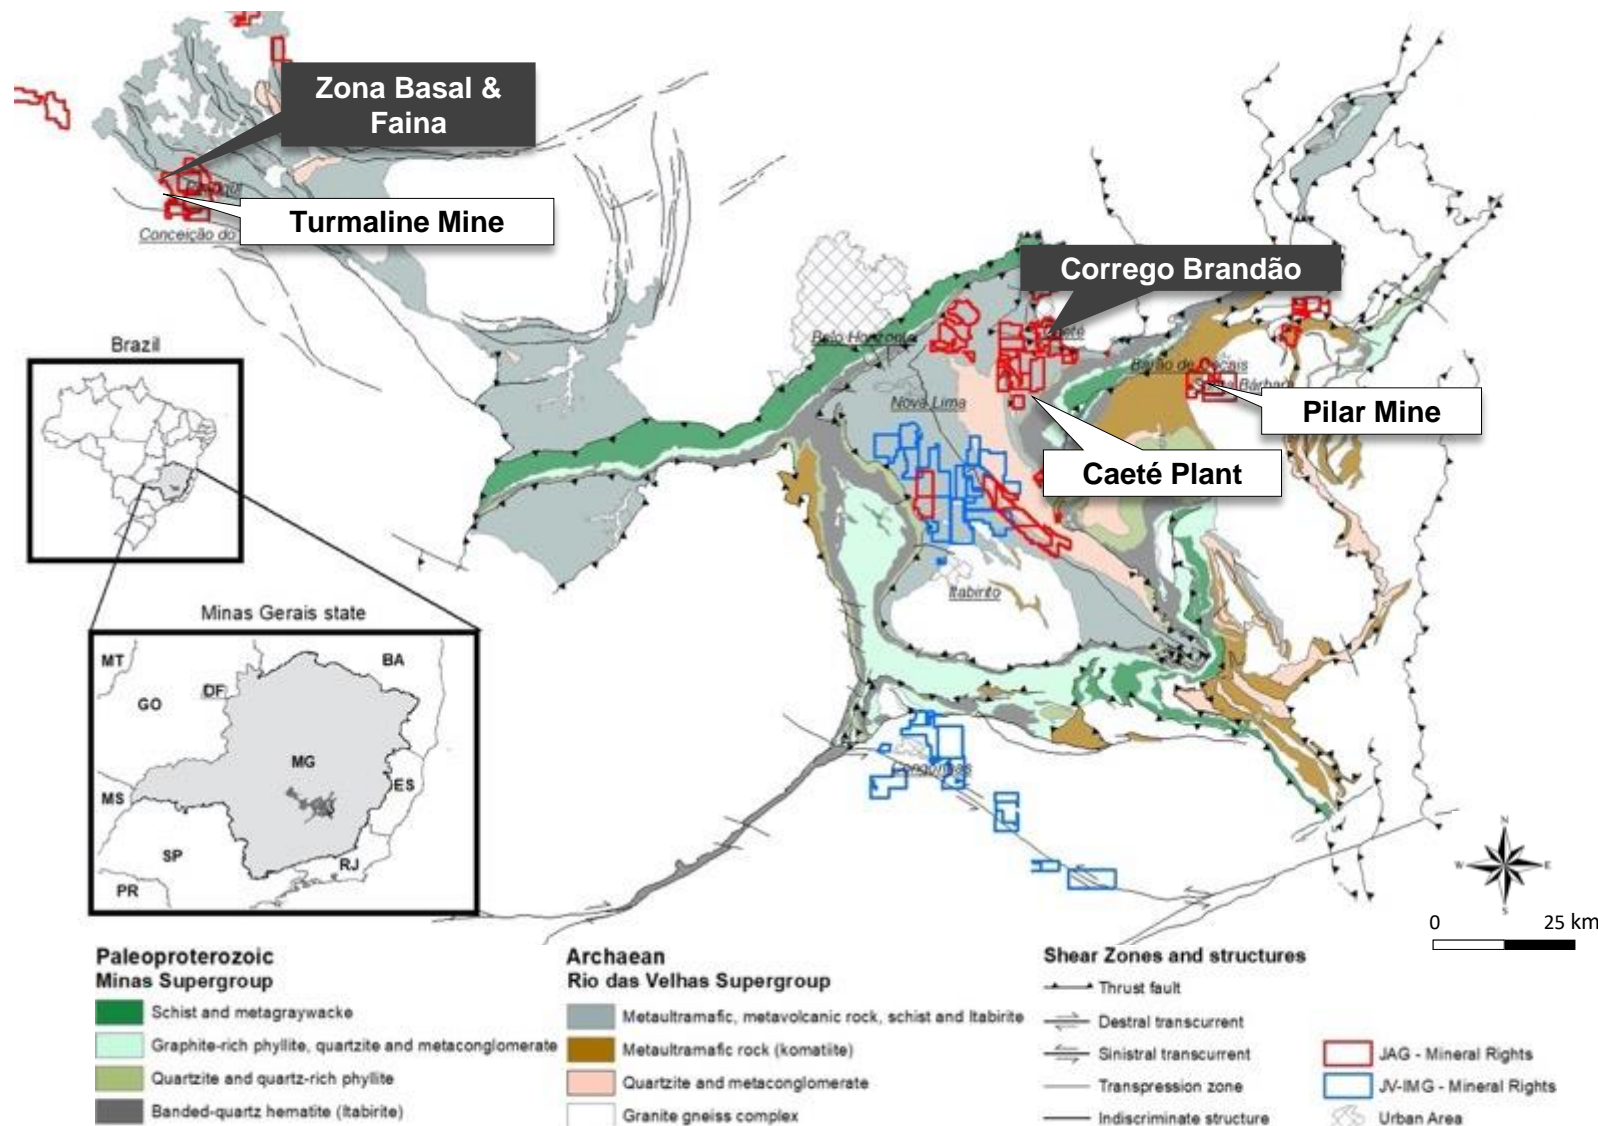 Zona Basal &
Faina
Turmaline Mine
Conceição do
Corrego Brandão
Belo Horizonte
Barão de Cocais
Santa Bárbara
Nova Lima
Pilar Mine
Caeté Plant
Itabirito
Congonhas
Brazil
Minas Gerais state
MT
BA
DF
GO
MG
MS
ES
SP
RJ
PR
N
W
E
S
0
25 km
Paleoproterozoic
Minas Supergroup
Schist and metagraywacke
Graphite-rich phyllite, quartzite and metaconglomerate
Quartzite and quartz-rich phyllite
Banded-quartz hematite (Itabirite)
Archaean
Rio das Velhas Supergroup
Metaultramafic, metavolcanic rock, schist and Itabirite
Metaultramafic rock (komatiite)
Quartzite and metaconglomerate
Granite gneiss complex
Shear Zones and structures
Thrust fault
Destral transcurrent
Sinistral transcurrent
Transpression zone
Indiscriminate structure
JAG - Mineral Rights
JV-IMG - Mineral Rights
Urban Area